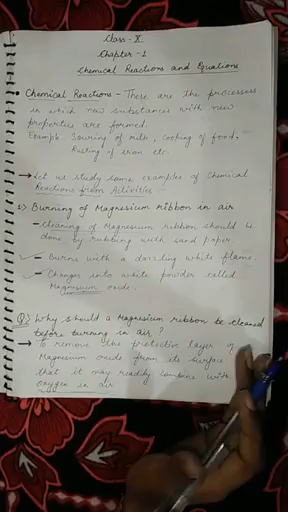 Class - X
Chapter - 1
Chemical Reactions and Equations
Chemical Reactions - These are the processes
in which new substances with new
properties are formed.
Example Souring of milk, Cooking of food.
Rusting of iron etc
→ Let us study some examples of Chemical
Reactions from Activities
1) Burning of Magnesium ribbon in air
- Cleaning of Magnesium ribbon should be
done by rubbing with sand paper
- Burns with a dazzling white flame.
- Changes into white powder called
Magnesium oxide.
Q) Why should a Magnesium ribbon be cleaned
before burning in air?
→ To remove the protective layer of
Magnesium oxide from its surface
that it may readily combine with
oxygen in air